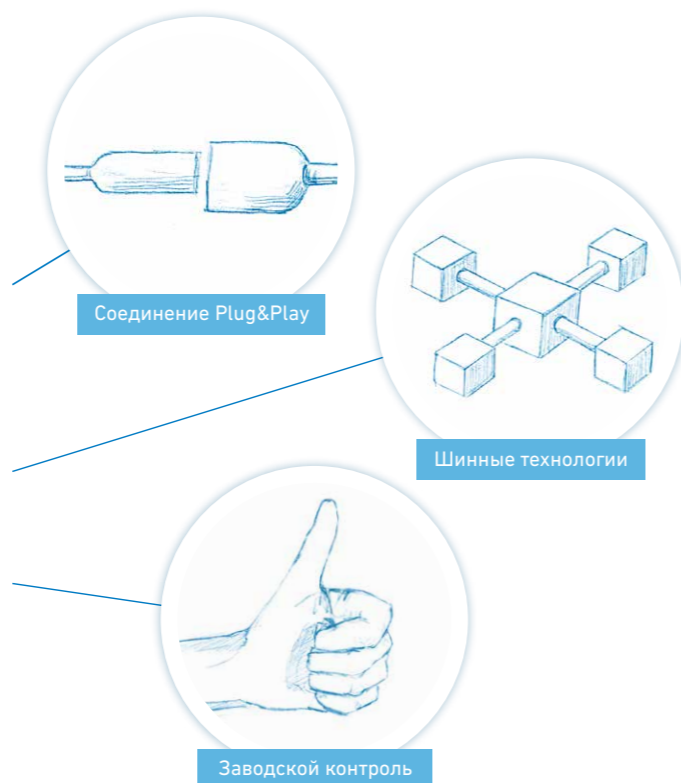 Соединение Plug&Play
Шинные технологии
Заводской контроль